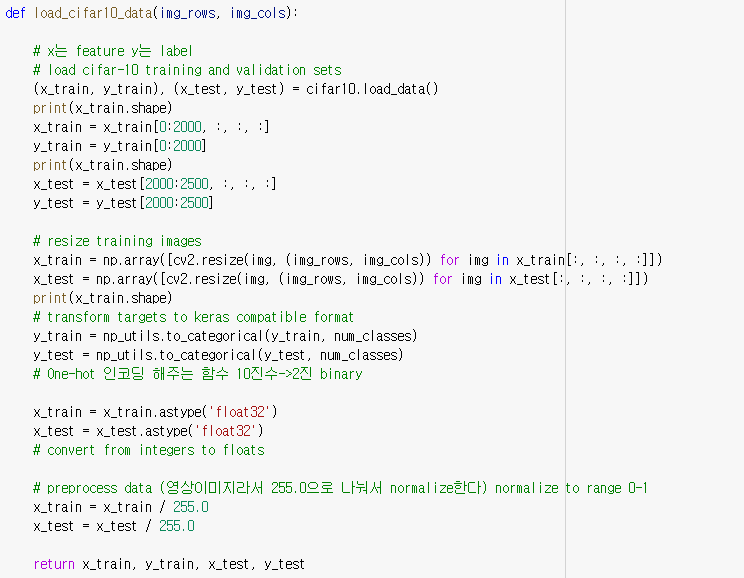 def load_cifar10_data(img_rows, img_cols):
# x는 feature y는 label
# load cifar-10 training and validation sets
(x_train, y_train), (x_test, y_test) = cifar10.load_data()
print(x_train.shape)
x_train = x_train[0:2000, :, :, :]
y_train = y_train[0:2000]
print(x_train.shape)
x_test = x_test[2000:2500, :, :, :]
y_test = y_test[2000:2500]
# resize training images
x_train = np.array([cv2.resize(img, (img_rows, img_cols)) for img in x_train[:, :, :, :]])
x_test = np.array([cv2.resize(img, (img_rows, img_cols)) for img in x_test[:, :, :, :]])
print(x_train.shape)
# transform targets to keras compatible format
y_train = np_utils.to_categorical(y_train, num_classes)
y_test = np_utils.to_categorical(y_test, num_classes)
# One-hot 인코딩 해주는 함수 10진수->2진 binary
x_train = x_train.astype('float32')
x_test = x_test.astype('float32')
# convert from integers to floats
# preprocess data (영상이미지라서 255.0으로 나눠서 normalize한다) normalize to range 0-1
x_train = x_train / 255.0
x_test = x_test / 255.0
return x_train, y_train, x_test, y_test